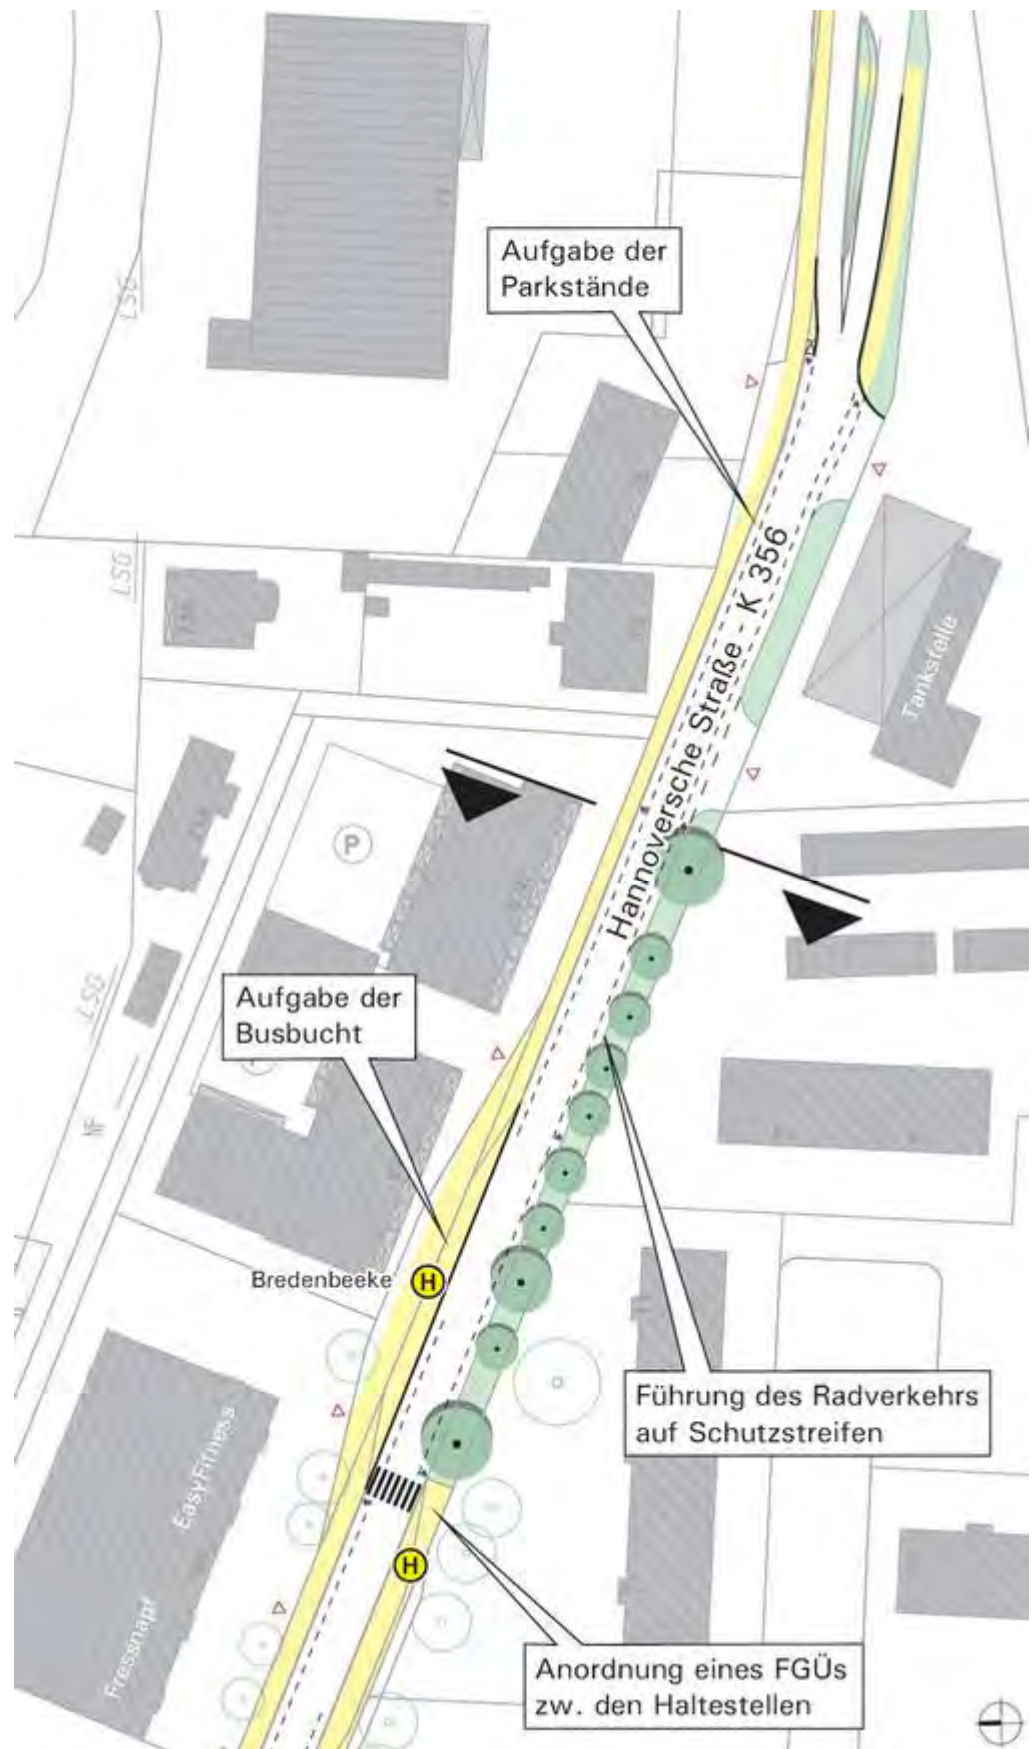 Aufgabe der
Parkstände
LSG
LSG
Hannoversche Straße - K 356
Tankstelle
P
LSG
Aufgabe der
Busbucht
NF
Bredenbeeke
H
Führung des Radverkehrs
auf Schutzstreifen
EasyFitness
Fressnapf
H
Anordnung eines FGÜs
zw. den Haltestellen